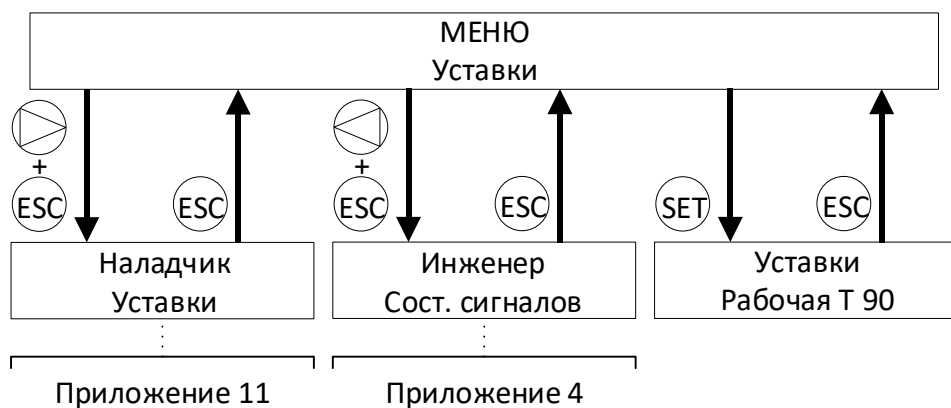 МЕНЮ
Уставки
+
+
ESC
ESC
ESC
ESC
SET
ESC
Наладчик
Уставки
Инженер
Сост. сигналов
Уставки
Рабочая Т 90
Приложение 11
Приложение 4